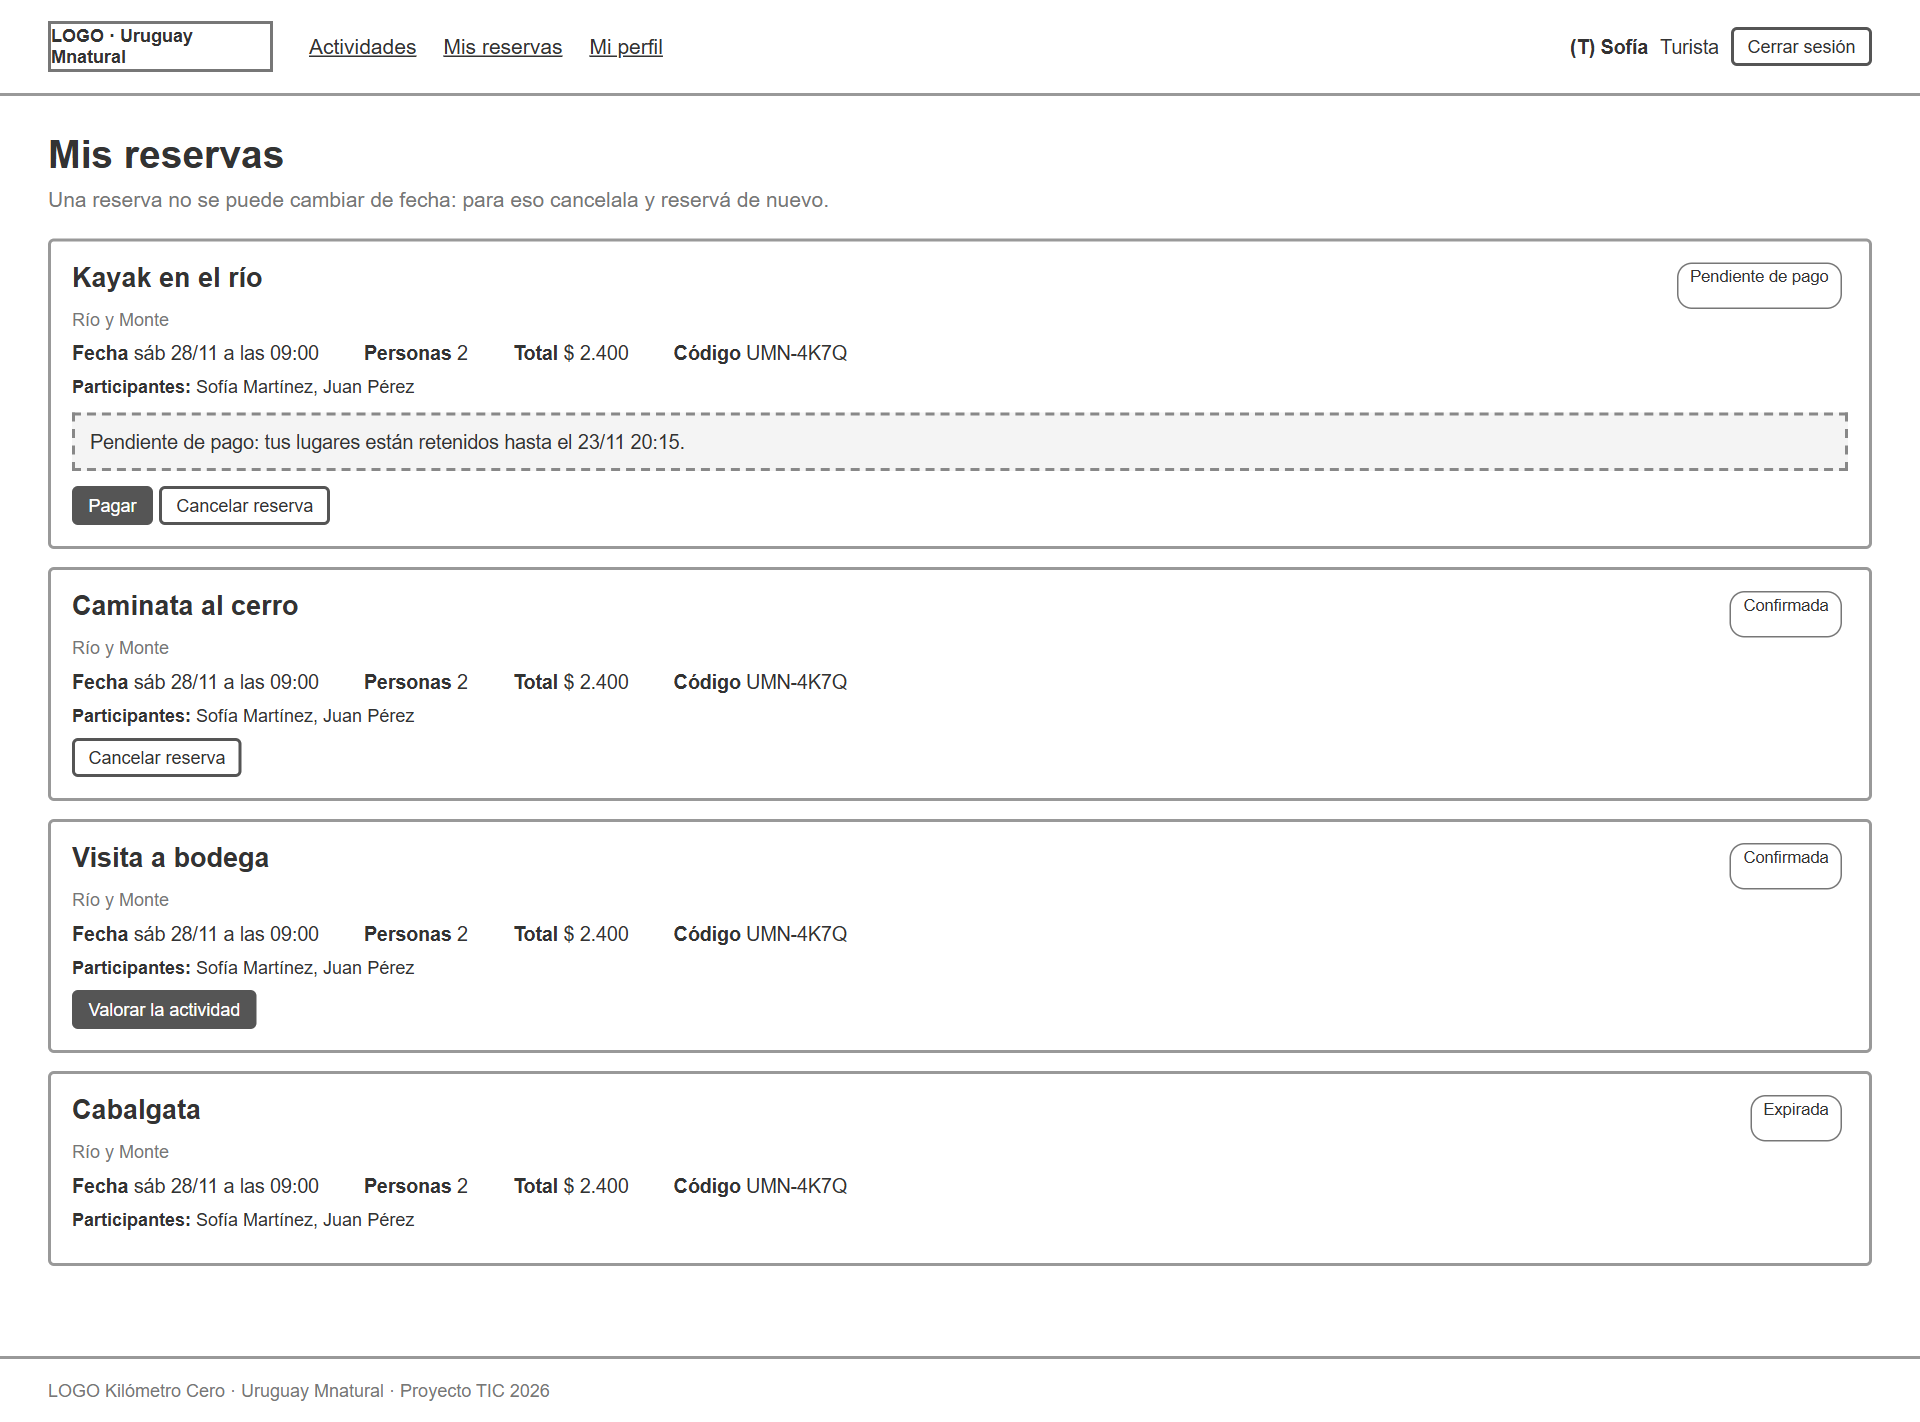 LOGO · Uruguay
Mnatural
Actividades
Mis reservas
Mi perfil
(T) Sofía Turista
Cerrar sesión
Mis reservas
Una reserva no se puede cambiar de fecha: para eso cancelala y reservá de nuevo.
Kayak en el río
Pendiente de pago
Río y Monte
Fecha sáb 28/11 a las 09:00 Personas 2 Total $ 2.400 Código UMN-4K7Q
Participantes: Sofía Martínez, Juan Pérez
Pendiente de pago: tus lugares están retenidos hasta el 23/11 20:15.
Pagar
Cancelar reserva
Caminata al cerro
Confirmada
Río y Monte
Fecha sáb 28/11 a las 09:00 Personas 2 Total $ 2.400 Código UMN-4K7Q
Participantes: Sofía Martínez, Juan Pérez
Cancelar reserva
Visita a bodega
Confirmada
Río y Monte
Fecha sáb 28/11 a las 09:00 Personas 2 Total $ 2.400 Código UMN-4K7Q
Participantes: Sofía Martínez, Juan Pérez
Valorar la actividad
Cabalgata
Expirada
Río y Monte
Fecha sáb 28/11 a las 09:00 Personas 2 Total $ 2.400 Código UMN-4K7Q
Participantes: Sofía Martínez, Juan Pérez
LOGO Kilómetro Cero · Uruguay Mnatural · Proyecto TIC 2026